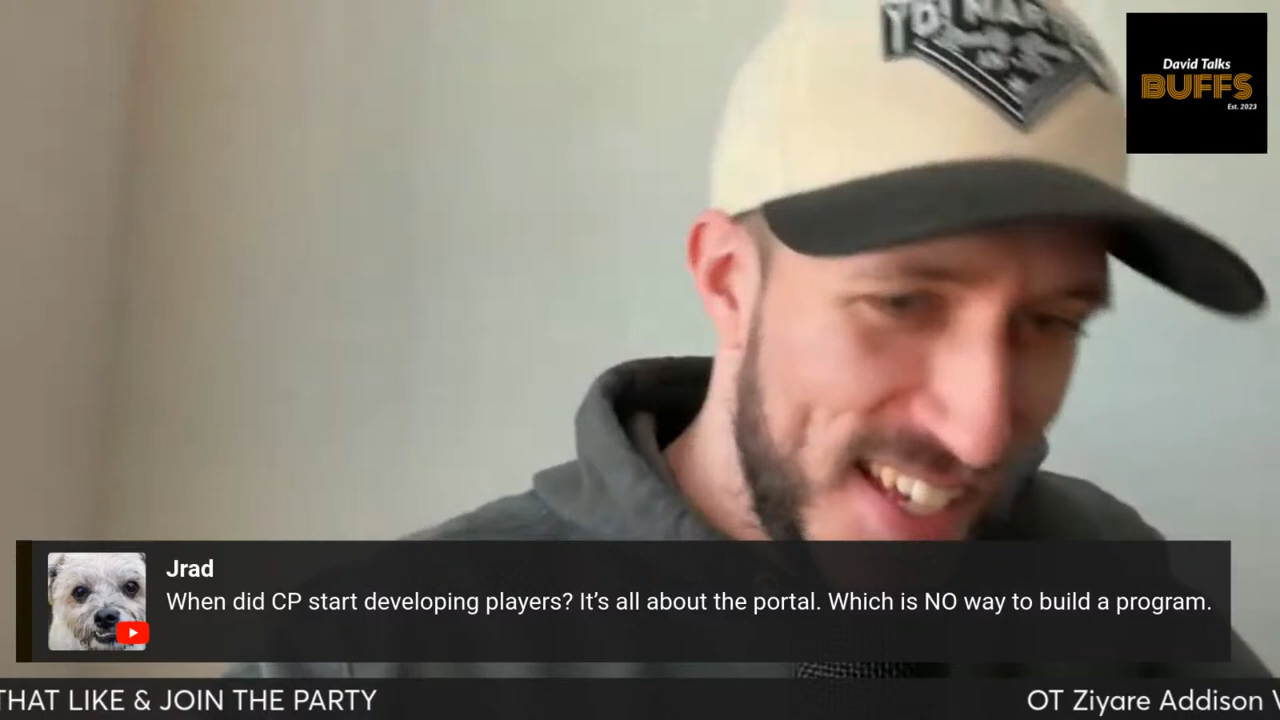 David Talks
BUFFS
Est. 2023
Jrad
When did CP start developing players? It’s all about the portal. Which is NO way to build a program.
THAT LIKE & JOIN THE PARTY
OT Ziyare Addison